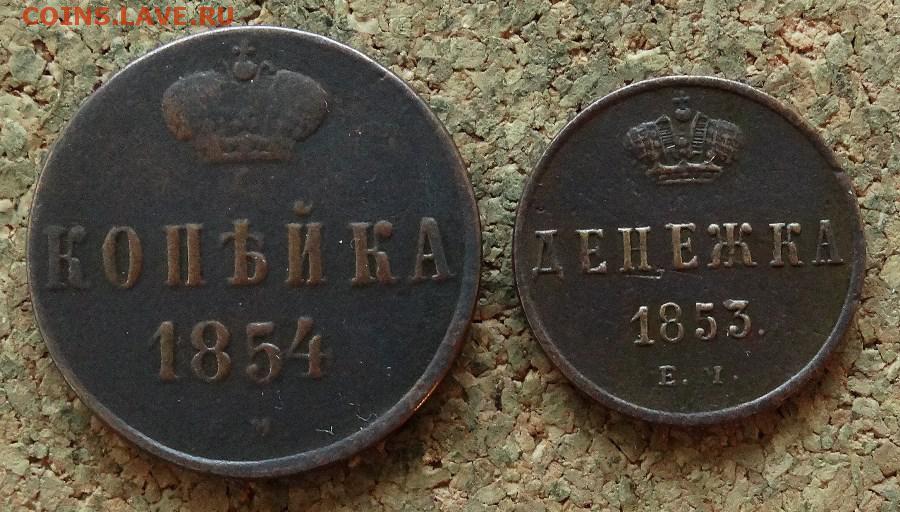 COINS.LAVE.RU
КОПѢЙКА
1854
ДЕНЕЖКА
1853.